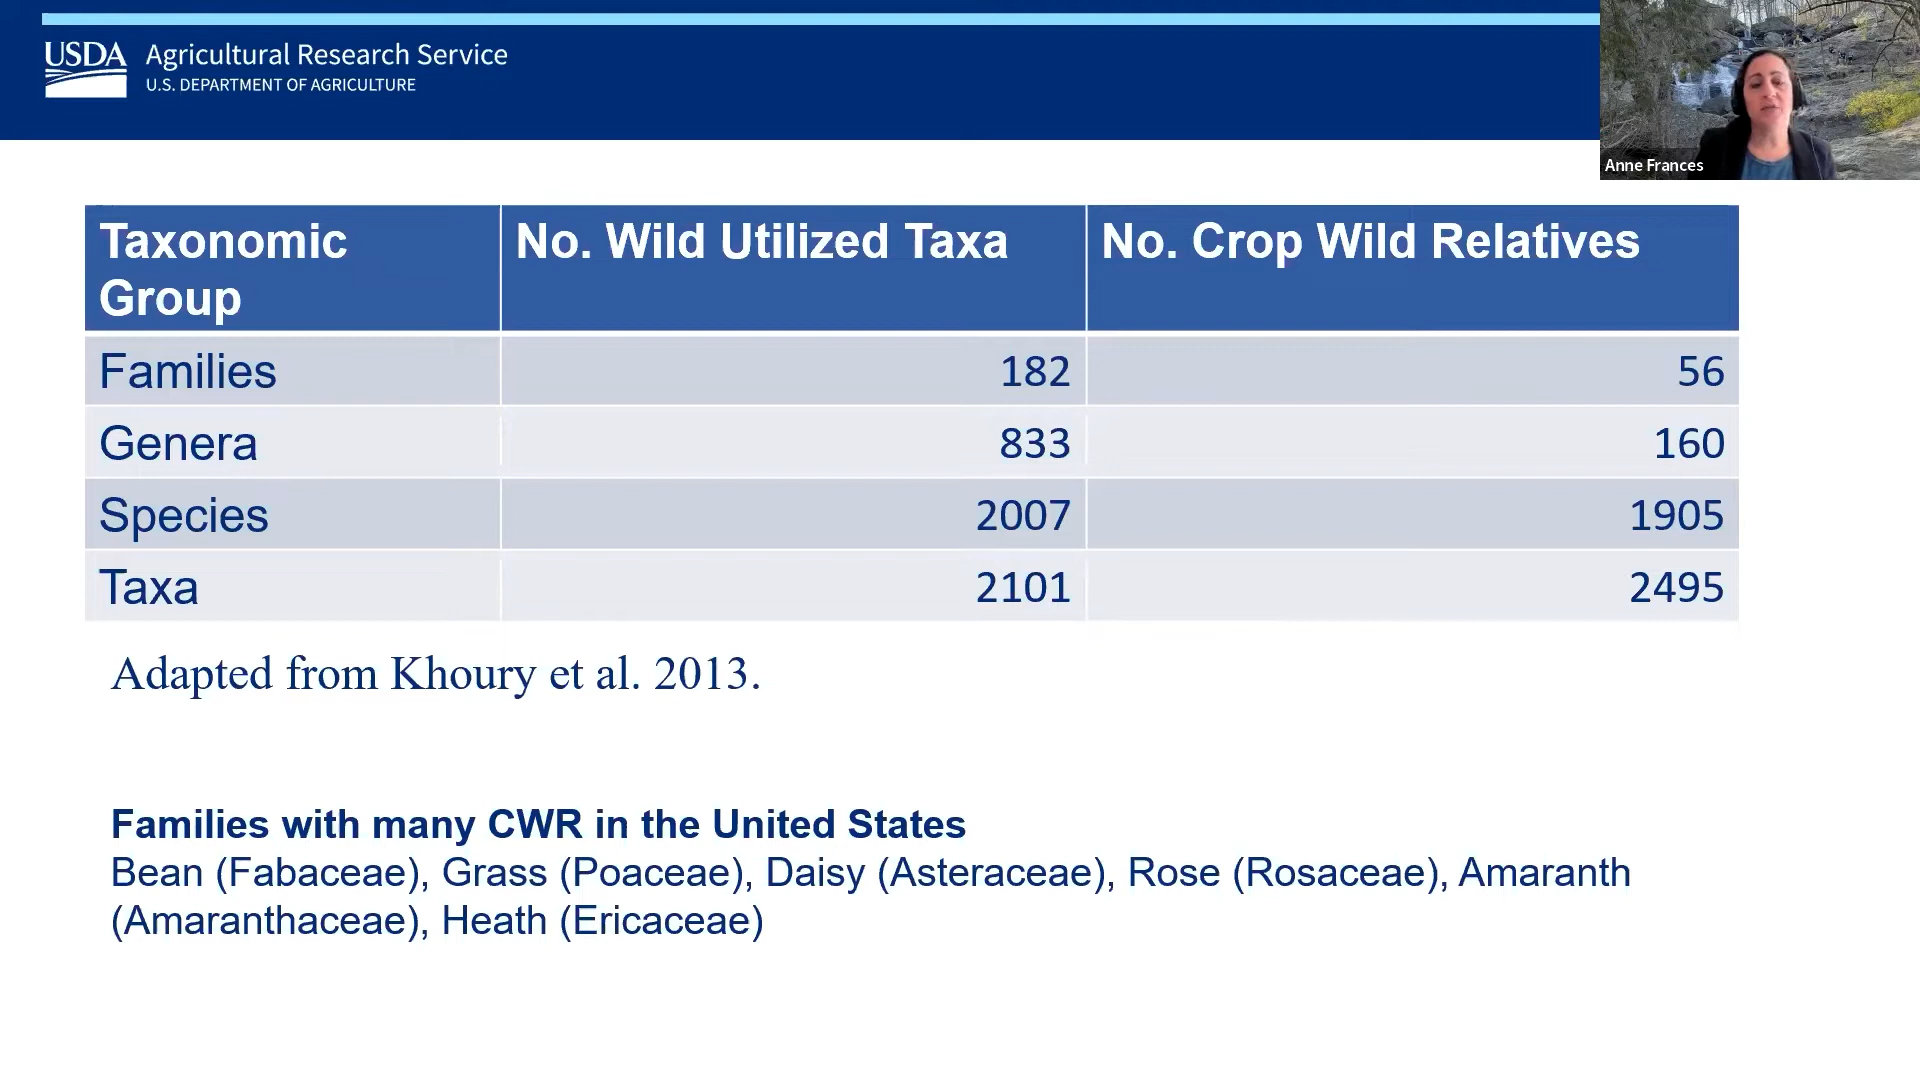 USDA Agricultural Research Service
U.S. DEPARTMENT OF AGRICULTURE
Anne Frances
Taxonomic Group No. Wild Utilized Taxa No. Crop Wild Relatives
Families 182 56
Genera 833 160
Species 2007 1905
Taxa 2101 2495
Adapted from Khoury et al. 2013.
Families with many CWR in the United States
Bean (Fabaceae), Grass (Poaceae), Daisy (Asteraceae), Rose (Rosaceae), Amaranth
(Amaranthaceae), Heath (Ericaceae)